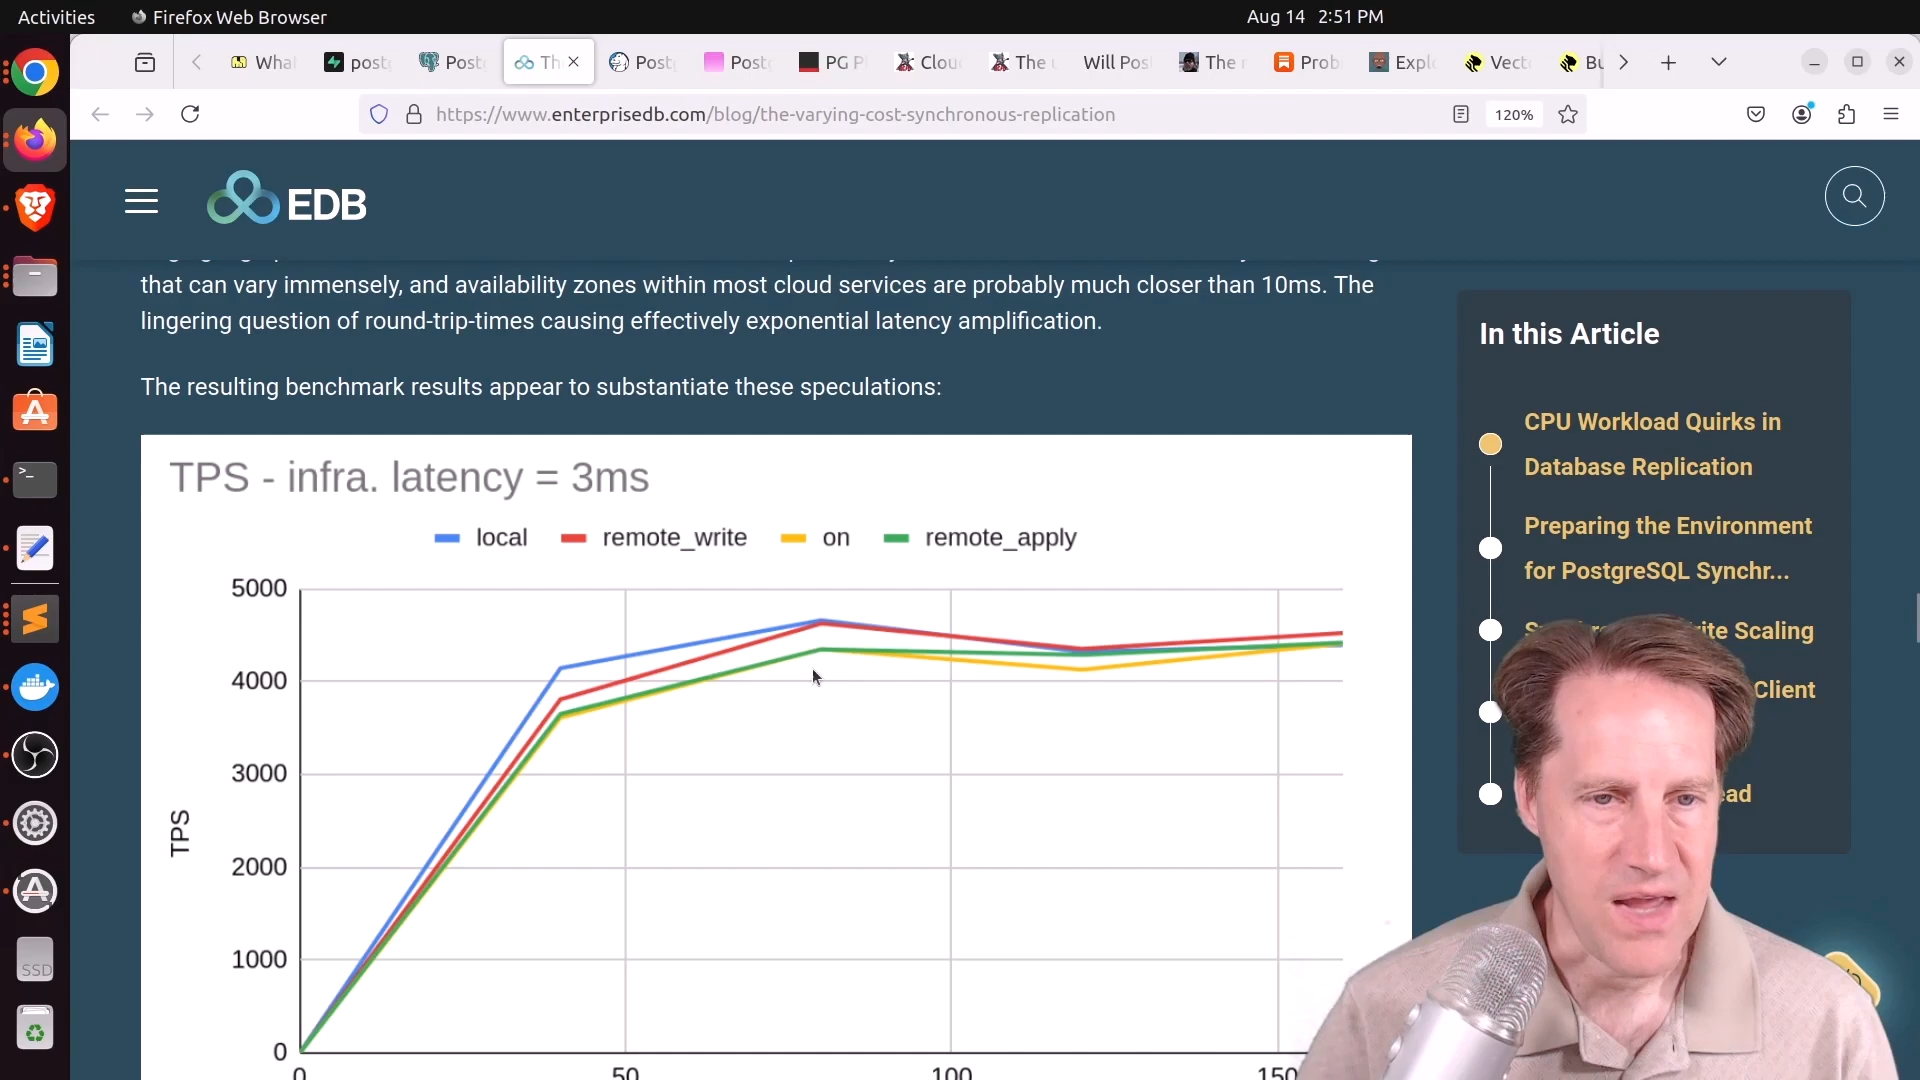 Activities
Firefox Web Browser
Aug 14 2:51 PM
What
post
Post
Th
Post
Post
PG P
Clou
The
Will Pos
The
Prob
Expl
Vect
Bu
https://www.enterprisedb.com/blog/the-varying-cost-synchronous-replication
120%
EDB
that can vary immensely, and availability zones within most cloud services are probably much closer than 10ms. The
lingering question of round-trip-times causing effectively exponential latency amplification.
The resulting benchmark results appear to substantiate these speculations:
TPS - infra. latency = 3ms
local
remote_write
on
remote_apply
5000
4000
3000
2000
1000
0
TPS
0
50
100
150
In this Article
CPU Workload Quirks in
Database Replication
Preparing the Environment
for PostgreSQL Synchr...
Scaling
Client
SSD